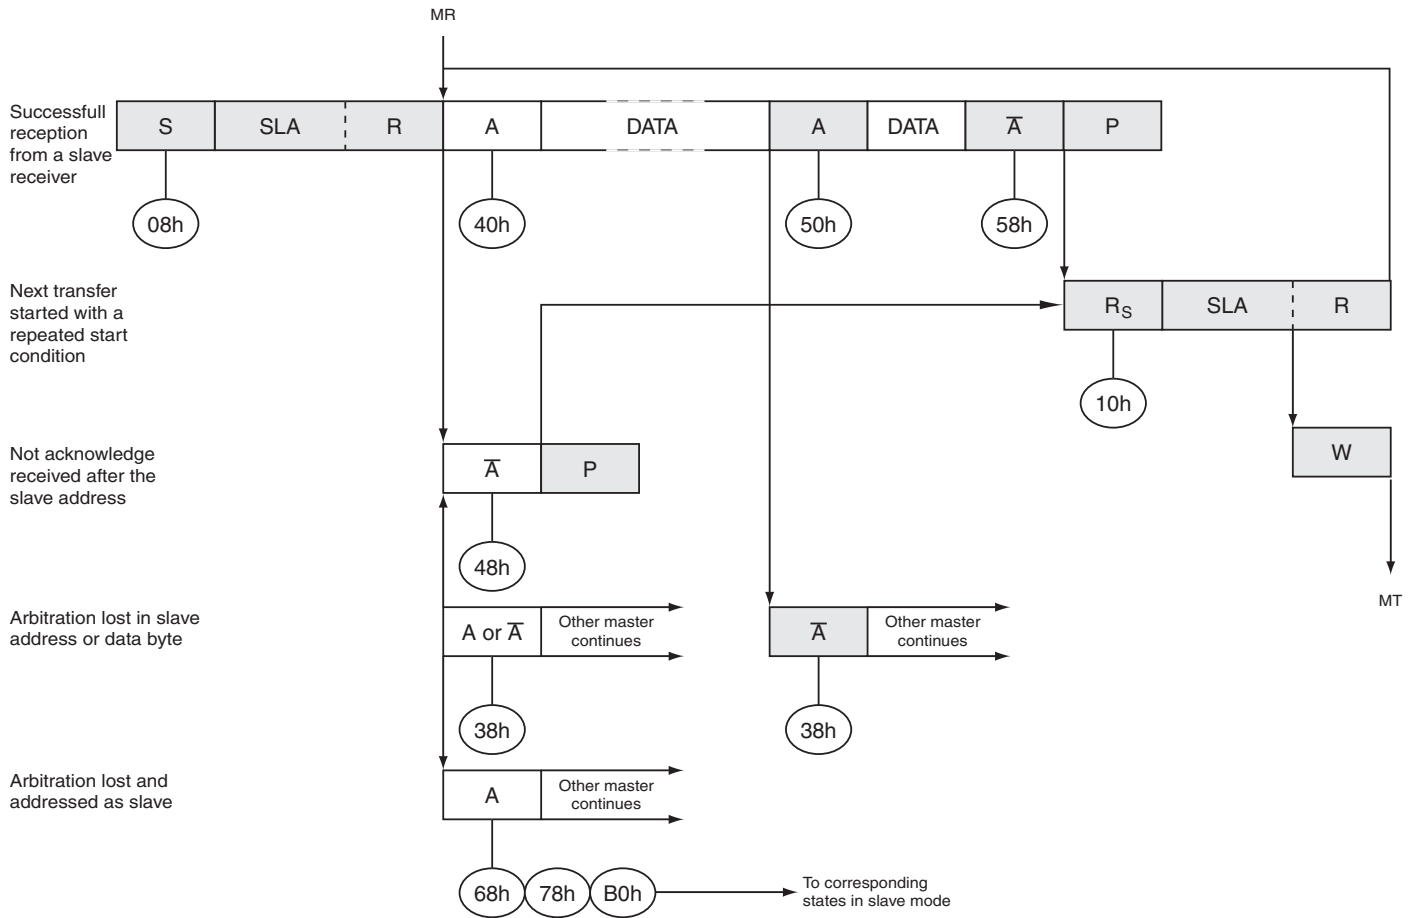 MR
Successfull
reception
from a slave
receiver
S SLA R A DATA A DATA A̅ P
08h 40h 50h 58h
Next transfer
started with a
repeated start
condition
RS SLA R
10h
Not acknowledge
received after the
slave address
A̅ P
W
48h
MT
Arbitration lost in slave
address or data byte
A or A̅ Other master
continues
A̅ Other master
continues
38h 38h
Arbitration lost and
addressed as slave
A Other master
continues
68h 78h B0h To corresponding
states in slave mode